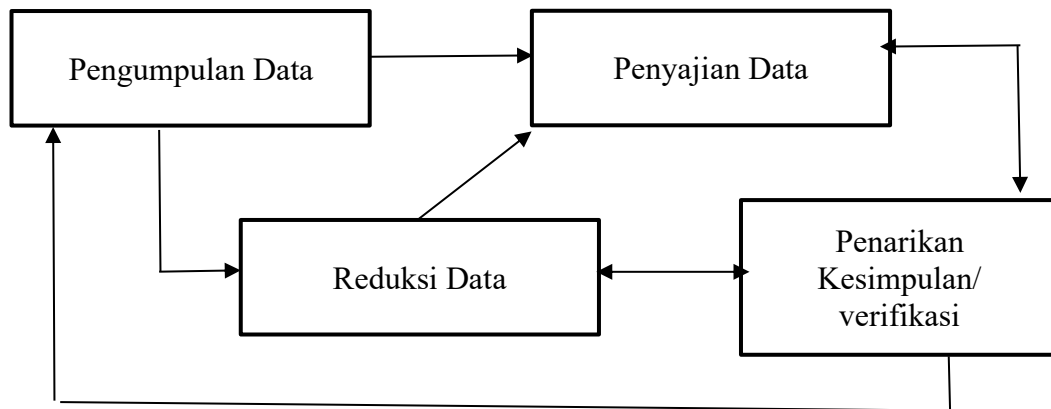 Pengumpulan Data
Penyajian Data
Reduksi Data
Penarikan
Kesimpulan/
verifikasi